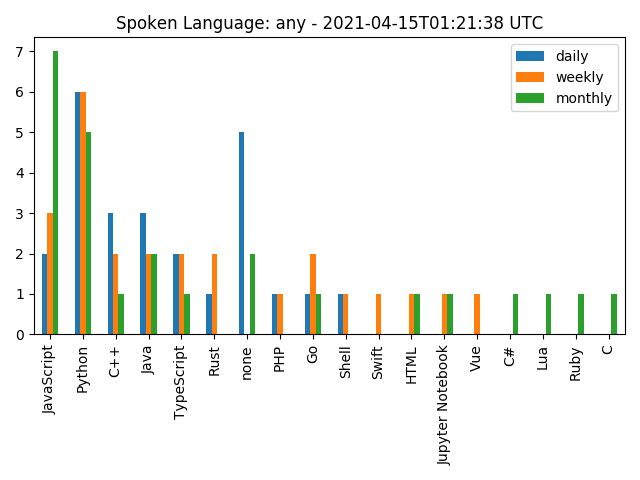 Spoken Language: any - 2021-04-15T01:21:38 UTC
daily
weekly
monthly
7
6
5
4
3
2
1
0
JavaScript
Python
C++
Java
TypeScript
Rust
none
PHP
Go
Shell
Swift
HTML
Jupyter Notebook
Vue
C#
Lua
Ruby
C